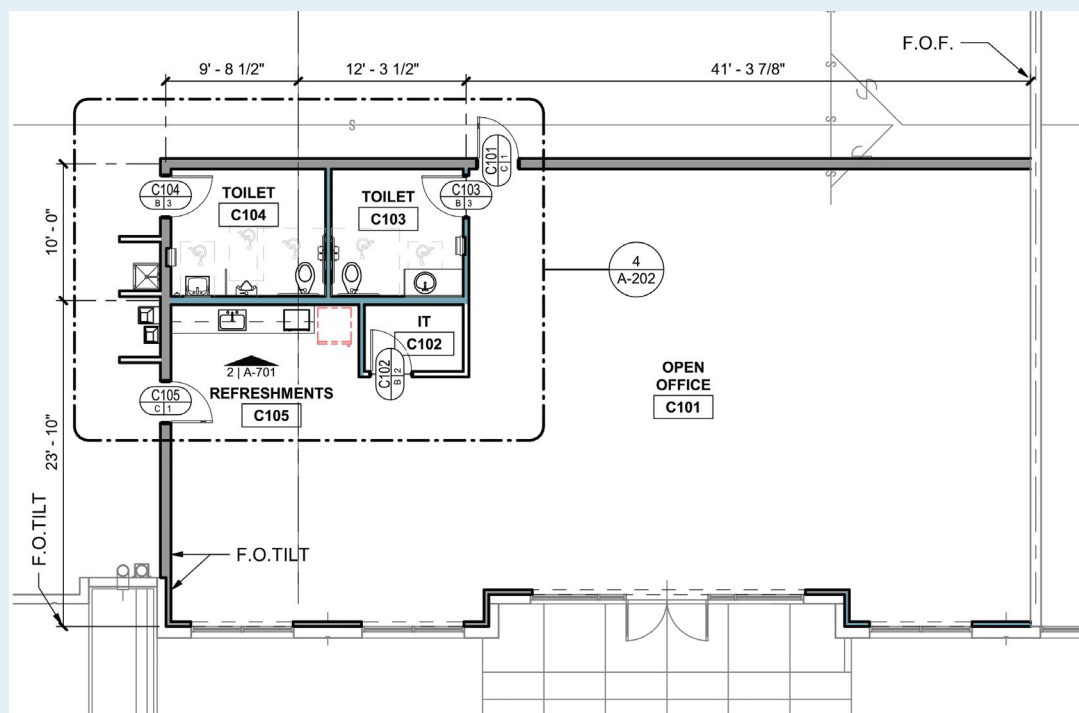 F.O.F.
9' - 8 1/2"
12' - 3 1/2"
41' - 3 7/8"
S
S
S
S
C101
C 1
C104
B 3
TOILET
C104
TOILET
C103
C103
B 3
10' - 0"
4
A-202
IT
C102
C102
B 2
2 | A-701
REFRESHMENTS
C105
C105
C 1
OPEN
OFFICE
C101
23' - 10"
F.O.TILT
F.O.TILT